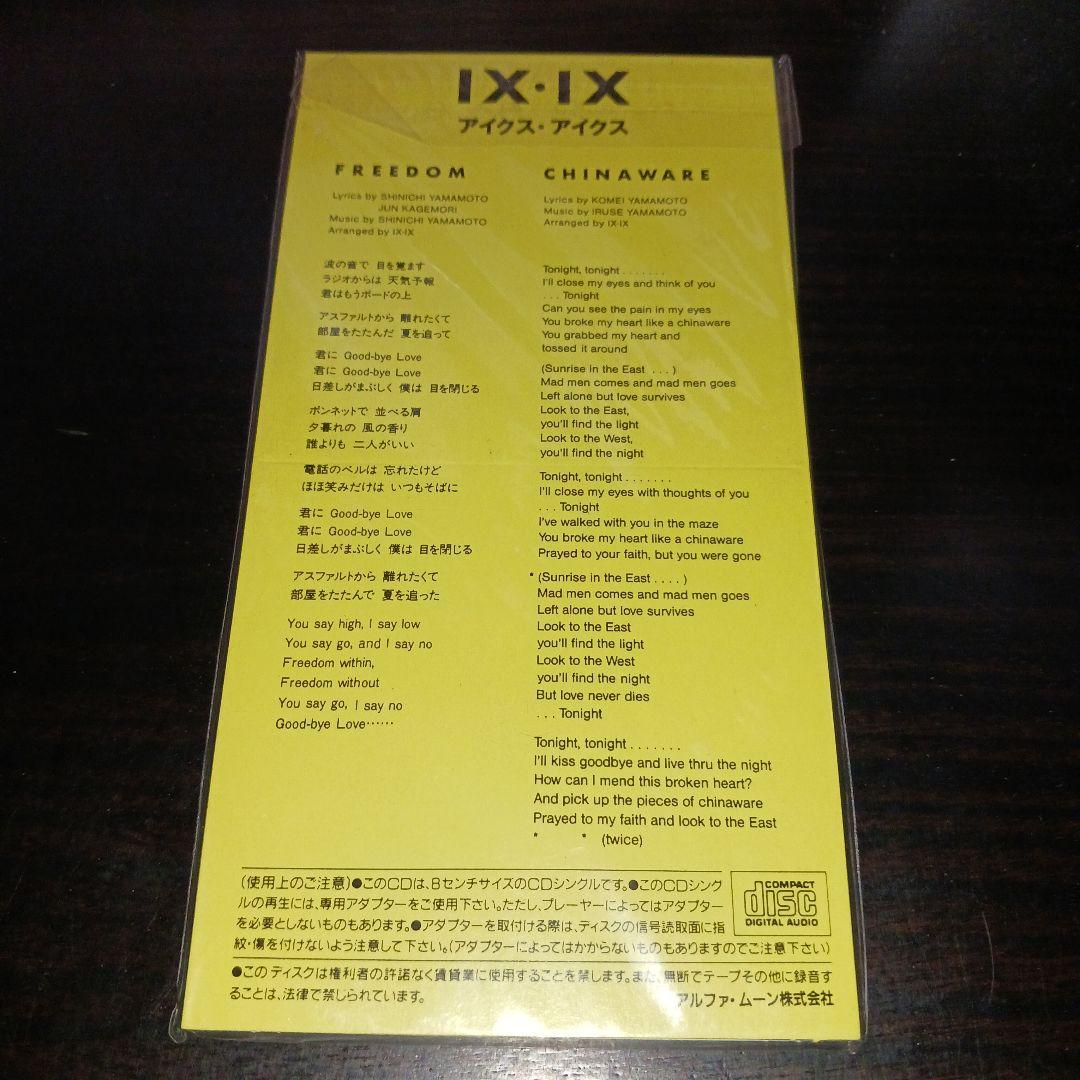 IX·IX
アイクス・アイクス
FREEDOM
Lyrics by SHINICHI YAMAMOTO
JUN KAGEMORI
Music by SHINICHI YAMAMOTO
Arranged by IX·IX
波の音で 目を覚ます
ラジオからは 天気予報
君はもうボードの上
アスファルトから 離れたくて
部屋をたたんだ 夏を追って
君に Good-bye Love
君に Good-bye Love
日差しがまぶしく 僕は 目を閉じる
ボンネットで 並べる肩
夕暮れの 風の香り
誰よりも 二人がいい
電話のベルは 忘れたけど
ほほ笑みだけは いつもそばに
君に Good-bye Love
君に Good-bye Love
日差しがまぶしく 僕は 目を閉じる
アスファルトから 離れたくて
部屋をたたんで 夏を追った
You say high, I say low
You say go, and I say no
Freedom within,
Freedom without
You say go, I say no
Good-bye Love······
CHINAWARE
Lyrics by KOMEI YAMAMOTO
Music by IRUSE YAMAMOTO
Arranged by IX·IX
Tonight, tonight . . . . . . .
I'll close my eyes and think of you
. . . Tonight
Can you see the pain in my eyes
You broke my heart like a chinaware
You grabbed my heart and
tossed it around
(Sunrise in the East . . . )
Mad men comes and mad men goes
Left alone but love survives
Look to the East,
you'll find the light
Look to the West,
you'll find the night
Tonight, tonight . . . . . . .
I'll close my eyes with thoughts of you
. . . Tonight
I've walked with you in the maze
You broke my heart like a chinaware
Prayed to your faith, but you were gone
* (Sunrise in the East . . . . )
Mad men comes and mad men goes
Left alone but love survives
Look to the East
you'll find the light
Look to the West
you'll find the night
But love never dies
. . . Tonight
Tonight, tonight . . . . . . .
I'll kiss goodbye and live thru the night
How can I mend this broken heart?
And pick up the pieces of chinaware
Prayed to my faith and look to the East
* * (twice)
(使用上のご注意)●このCDは、8センチサイズのCDシングルです。●このCDシング
ルの再生には、専用アダプターをご使用下さい。ただし、プレーヤーによってはアダプター
を必要としないものもあります。●アダプターを取付ける際は、ディスクの信号読取面に指
紋・傷を付けないよう注意して下さい。(アダプターによってはかからないものもありますのでご注意下さい)
COMPACT
disc
DIGITAL AUDIO
●このディスクは権利者の許諾なく賃貸業に使用することを禁じます。また、無断でテープその他に録音す
ることは、法律で禁じられています。
アルファ・ムーン株式会社